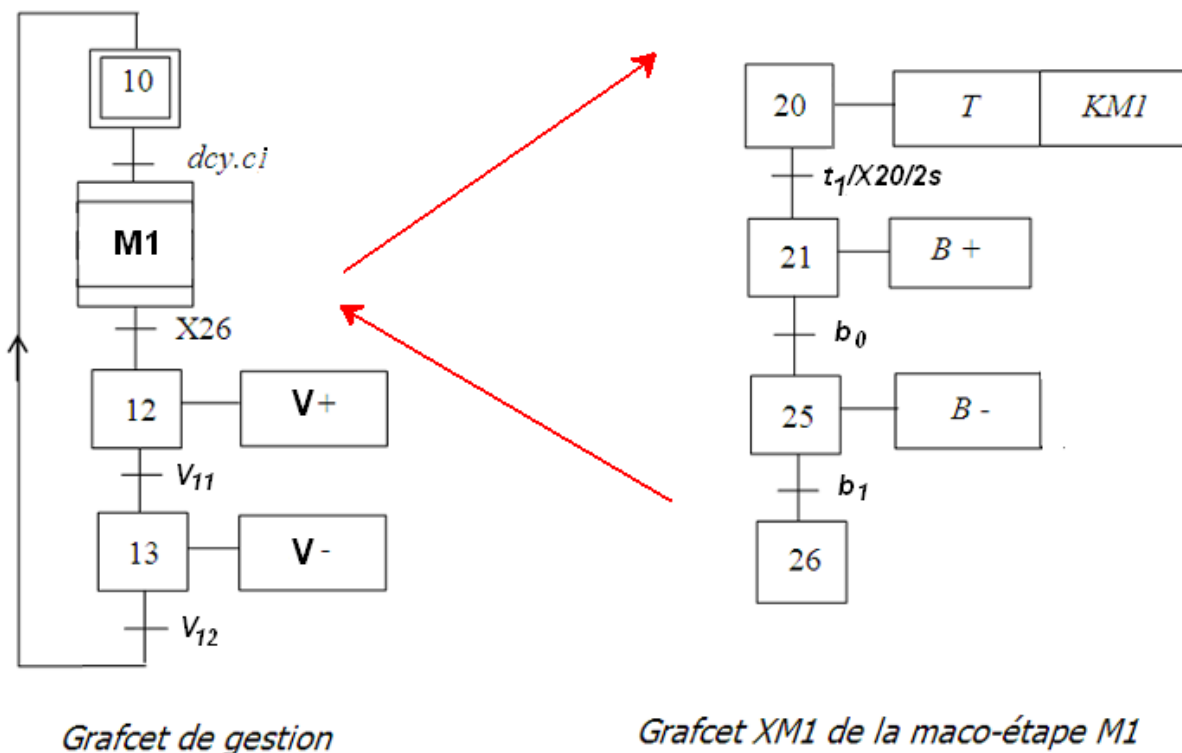 10
dcy.ci
M1
X26
12
V+
V11
13
V -
V12
Grafcet de gestion
20
T
KM1
t1/X20/2s
21
B +
b0
25
B -
b1
26
Grafcet XM1 de la maco-étape M1